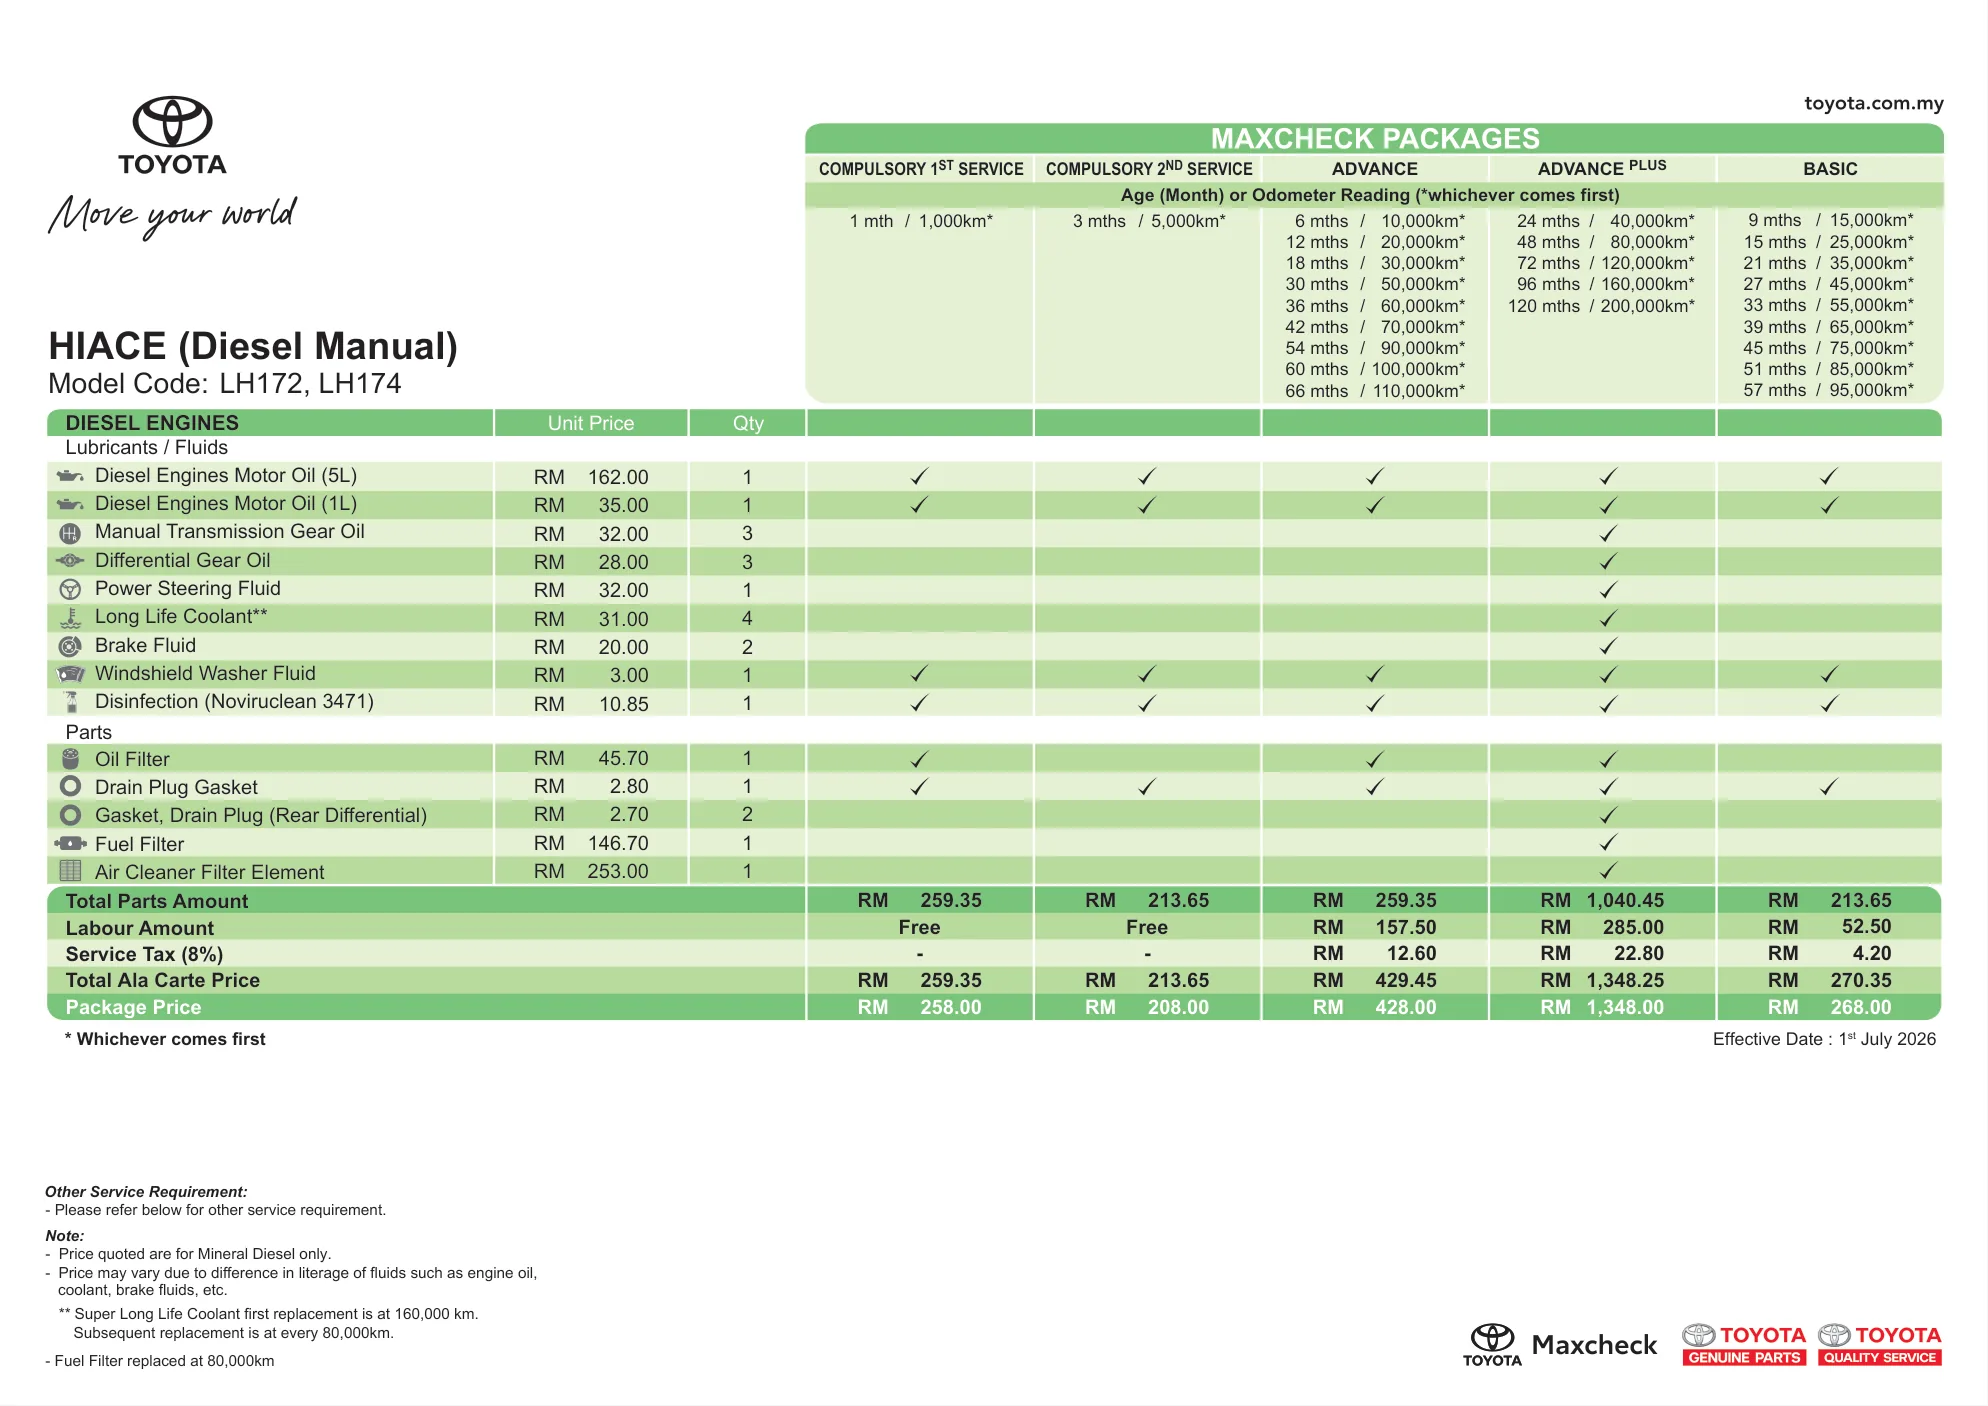 toyota.com.my
TOYOTA
Move your world
MAXCHECK PACKAGES
COMPULSORY 1ST SERVICE COMPULSORY 2ND SERVICE ADVANCE ADVANCE PLUS BASIC
Age (Month) or Odometer Reading (*whichever comes first)
1 mth / 1,000km* 3 mths / 5,000km* 6 mths / 10,000km* 24 mths / 40,000km* 9 mths / 15,000km*
12 mths / 20,000km* 48 mths / 80,000km* 15 mths / 25,000km*
18 mths / 30,000km* 72 mths / 120,000km* 21 mths / 35,000km*
30 mths / 50,000km* 96 mths / 160,000km* 27 mths / 45,000km*
36 mths / 60,000km* 120 mths / 200,000km* 33 mths / 55,000km*
42 mths / 70,000km* 39 mths / 65,000km*
54 mths / 90,000km* 45 mths / 75,000km*
60 mths / 100,000km* 51 mths / 85,000km*
66 mths / 110,000km* 57 mths / 95,000km*
HIACE (Diesel Manual)
Model Code: LH172, LH174
DIESEL ENGINES Unit Price Qty
Lubricants / Fluids
Diesel Engines Motor Oil (5L) RM 162.00 1 ✓ ✓ ✓ ✓ ✓
Diesel Engines Motor Oil (1L) RM 35.00 1 ✓ ✓ ✓ ✓ ✓
Manual Transmission Gear Oil RM 32.00 3 ✓
Differential Gear Oil RM 28.00 3 ✓
Power Steering Fluid RM 32.00 1 ✓
Long Life Coolant** RM 31.00 4 ✓
Brake Fluid RM 20.00 2 ✓
Windshield Washer Fluid RM 3.00 1 ✓ ✓ ✓ ✓ ✓
Disinfection (Noviruclean 3471) RM 10.85 1 ✓ ✓ ✓ ✓ ✓
Parts
Oil Filter RM 45.70 1 ✓ ✓ ✓
Drain Plug Gasket RM 2.80 1 ✓ ✓ ✓ ✓ ✓
Gasket, Drain Plug (Rear Differential) RM 2.70 2 ✓
Fuel Filter RM 146.70 1 ✓
Air Cleaner Filter Element RM 253.00 1 ✓
Total Parts Amount RM 259.35 RM 213.65 RM 259.35 RM 1,040.45 RM 213.65
Labour Amount Free Free RM 157.50 RM 285.00 RM 52.50
Service Tax (8%) - - RM 12.60 RM 22.80 RM 4.20
Total Ala Carte Price RM 259.35 RM 213.65 RM 429.45 RM 1,348.25 RM 270.35
Package Price RM 258.00 RM 208.00 RM 428.00 RM 1,348.00 RM 268.00
* Whichever comes first
Effective Date : 1st July 2026
Other Service Requirement:
- Please refer below for other service requirement.
Note:
- Price quoted are for Mineral Diesel only.
- Price may vary due to difference in literage of fluids such as engine oil,
coolant, brake fluids, etc.
** Super Long Life Coolant first replacement is at 160,000 km.
Subsequent replacement is at every 80,000km.
- Fuel Filter replaced at 80,000km
TOYOTA Maxcheck
TOYOTA
GENUINE PARTS
TOYOTA
QUALITY SERVICE